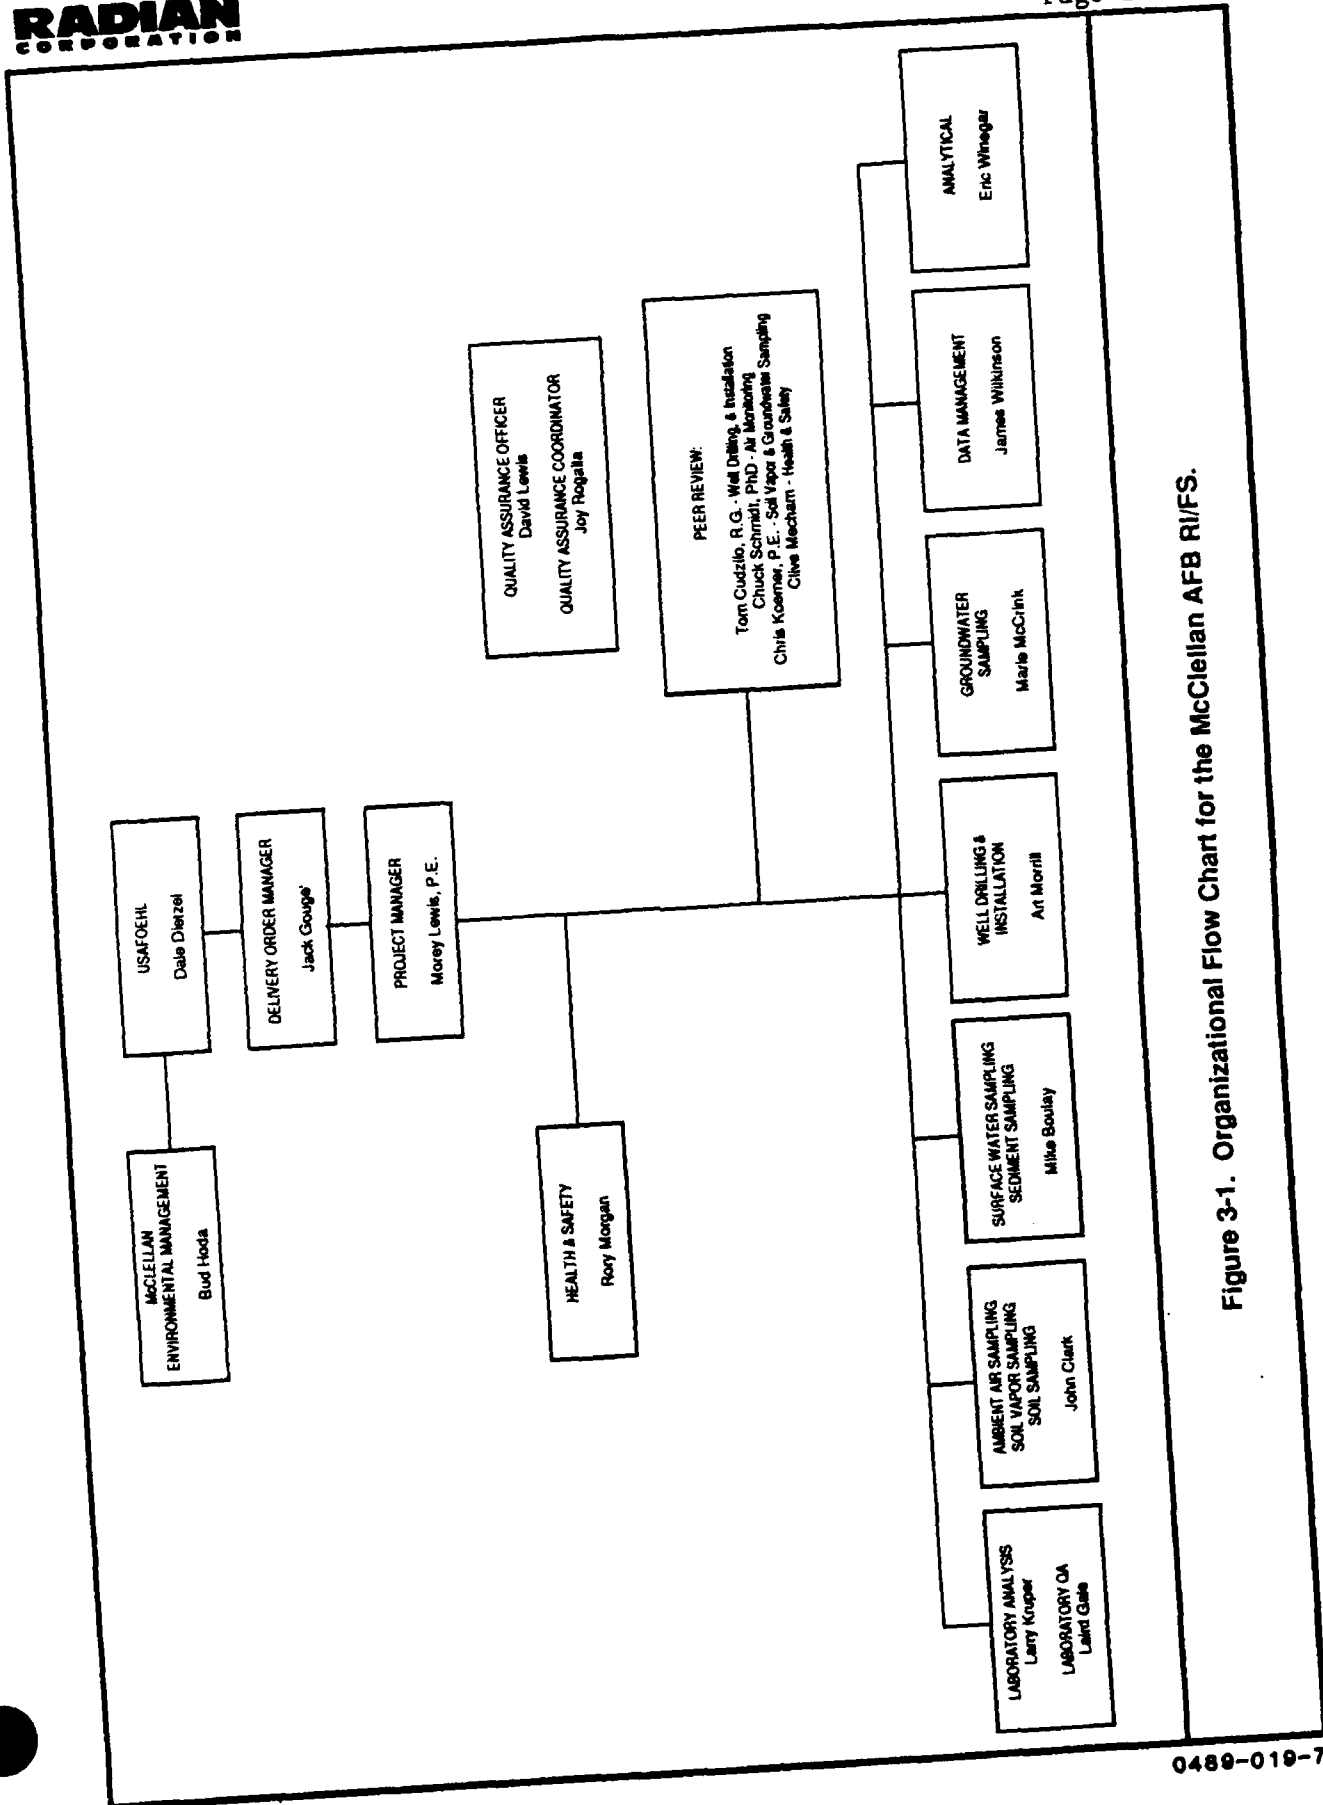 RADIAN
CORPORATION
McCLELLAN
ENVIRONMENTAL MANAGEMENT
Bud Hoda
USAFOEHL
Dale Dietzel
DELIVERY ORDER MANAGER
Jack Gouge'
PROJECT MANAGER
Morey Lewis, P.E.
QUALITY ASSURANCE OFFICER
David Lewis
QUALITY ASSURANCE COORDINATOR
Joy Rogalla
HEALTH & SAFETY
Rory Morgan
PEER REVIEW:
Tom Cudzilo, R.G. - Well Drilling, & Installation
Chuck Schmidt, PhD - Air Monitoring
Chris Koerner, P.E. - Soil Vapor & Groundwater Sampling
Clive Mecham - Health & Safety
LABORATORY ANALYSIS
Larry Kruper
LABORATORY QA
Laird Gale
AMBIENT AIR SAMPLING
SOIL VAPOR SAMPLING
SOIL SAMPLING
John Clark
SURFACE WATER SAMPLING
SEDIMENT SAMPLING
Mike Boulay
WELL DRILLING &
INSTALLATION
Art Morrill
GROUNDWATER
SAMPLING
Marie McCrink
DATA MANAGEMENT
James Wilkinson
ANALYTICAL
Eric Winegar
Figure 3-1. Organizational Flow Chart for the McClellan AFB RI/FS.
0489-019-7